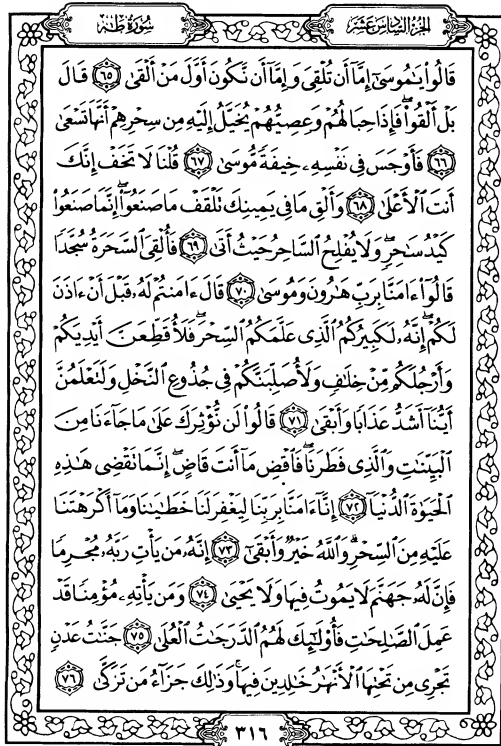 الجزء السادس عشر
سورة طه
قَالُوا۟ يَٰمُوسَىٰٓ إِمَّآ أَن تُلْقِىَ وَإِمَّآ أَن نَّكُونَ أَوَّلَ مَنْ أَلْقَىٰ ٦٥ قَالَ
بَلْ أَلْقُوا۟ ۖ فَإِذَا حِبَالُهُمْ وَعِصِيُّهُمْ يُخَيَّلُ إِلَيْهِ مِن سِحْرِهِمْ أَنَّهَا تَسْعَىٰ
٦٦ فَأَوْجَسَ فِى نَفْسِهِۦ خِيفَةً مُّوسَىٰ ٦٧ قُلْنَا لَا تَخَفْ إِنَّكَ
أَنتَ ٱلْأَعْلَىٰ ٦٨ وَأَلْقِ مَا فِى يَمِينِكَ تَلْقَفْ مَا صَنَعُوٓا۟ ۖ إِنَّمَا صَنَعُوا۟
كَيْدُ سَٰحِرٍ ۖ وَلَا يُفْلِحُ ٱلسَّاحِرُ حَيْثُ أَتَىٰ ٦٩ فَأُلْقِىَ ٱلسَّحَرَةُ سُجَّدًا
قَالُوٓا۟ ءَامَنَّا بِرَبِّ هَٰرُونَ وَمُوسَىٰ ٧٠ قَالَ ءَامَنتُمْ لَهُۥ قَبْلَ أَنْ ءَاذَنَ
لَكُمْ ۖ إِنَّهُۥ لَكَبِيرُكُمُ ٱلَّذِى عَلَّمَكُمُ ٱلسِّحْرَ ۖ فَلَأُقَطِّعَنَّ أَيْدِيَكُمْ
وَأَرْجُلَكُم مِّنْ خِلَٰفٍ وَلَأُصَلِّبَنَّكُمْ فِى جُذُوعِ ٱلنَّخْلِ وَلَتَعْلَمُنَّ
أَيُّنَآ أَشَدُّ عَذَابًا وَأَبْقَىٰ ٧١ قَالُوا۟ لَن نُّؤْثِرَكَ عَلَىٰ مَا جَآءَنَا مِنَ
ٱلْبَيِّنَٰتِ وَٱلَّذِى فَطَرَنَا ۖ فَٱقْضِ مَآ أَنتَ قَاضٍ ۖ إِنَّمَا تَقْضِى هَٰذِهِ
ٱلْحَيَوٰةَ ٱلدُّنْيَآ ٧٢ إِنَّآ ءَامَنَّا بِرَبِّنَا لِيَغْفِرَ لَنَا خَطَٰيَٰنَا وَمَآ أَكْرَهْتَنَا
عَلَيْهِ مِنَ ٱلسِّحْرِ ۗ وَٱللَّهُ خَيْرٌ وَأَبْقَىٰٓ ٧٣ إِنَّهُۥ مَن يَأْتِ رَبَّهُۥ مُجْرِمًا
فَإِنَّ لَهُۥ جَهَنَّمَ لَا يَمُوتُ فِيهَا وَلَا يَحْيَىٰ ٧٤ وَمَن يَأْتِهِۦ مُؤْمِنًا قَدْ
عَمِلَ ٱلصَّٰلِحَٰتِ فَأُو۟لَٰٓئِكَ لَهُمُ ٱلدَّرَجَٰتُ ٱلْعُلَىٰ ٧٥ جَنَّٰتُ عَدْنٍ
تَجْرِى مِن تَحْتِهَا ٱلْأَنْهَٰرُ خَٰلِدِينَ فِيهَا ۚ وَذَٰلِكَ جَزَآءُ مَن تَزَكَّىٰ ٧٦
٣١٦